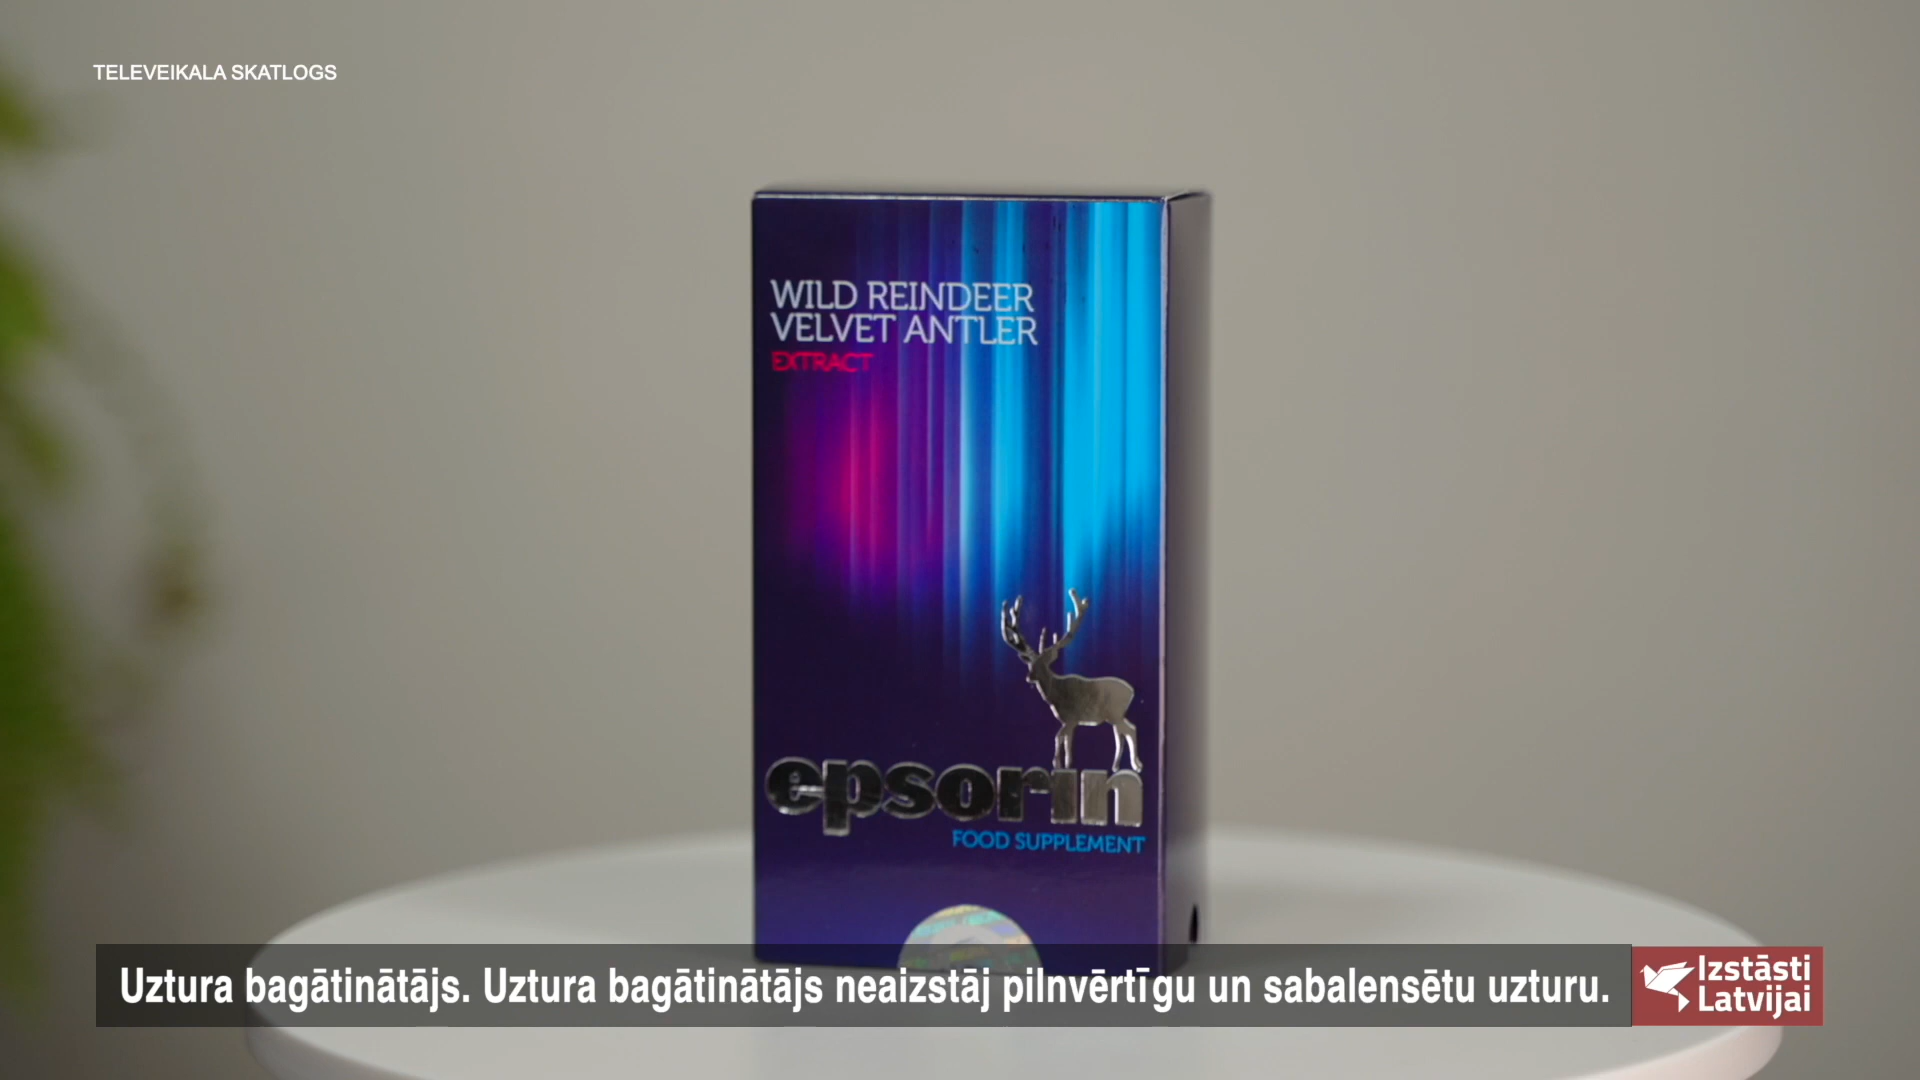 TELEVEIKALA SKATLOGS
WILD REINDEER
VELVET ANTLER
EXTRACT
epsorin
FOOD SUPPLEMENT
Uztura bagātinātājs. Uztura bagātinātājs neaizstāj pilnvērtīgu un sabalensētu uzturu.
Izstāsti
Latvijai